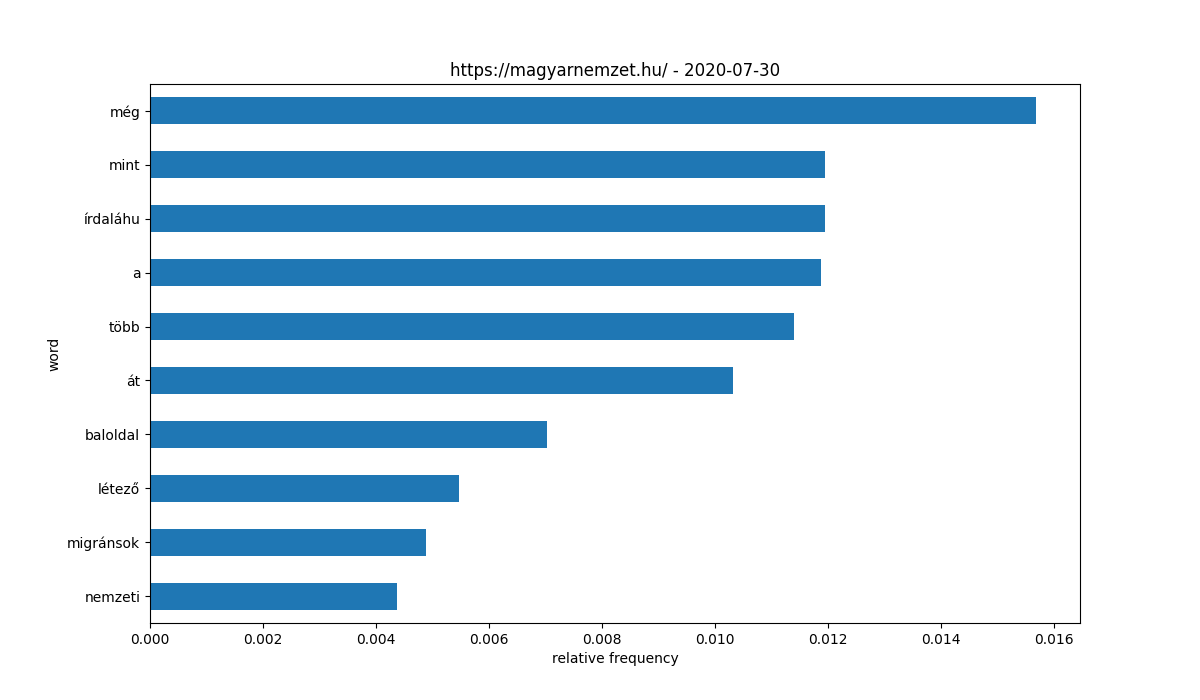 https://magyarnemzet.hu/ - 2020-07-30
még
mint
írdaláhu
a
több
át
baloldal
létező
migránsok
nemzeti
word
0.000 0.002 0.004 0.006 0.008 0.010 0.012 0.014 0.016
relative frequency